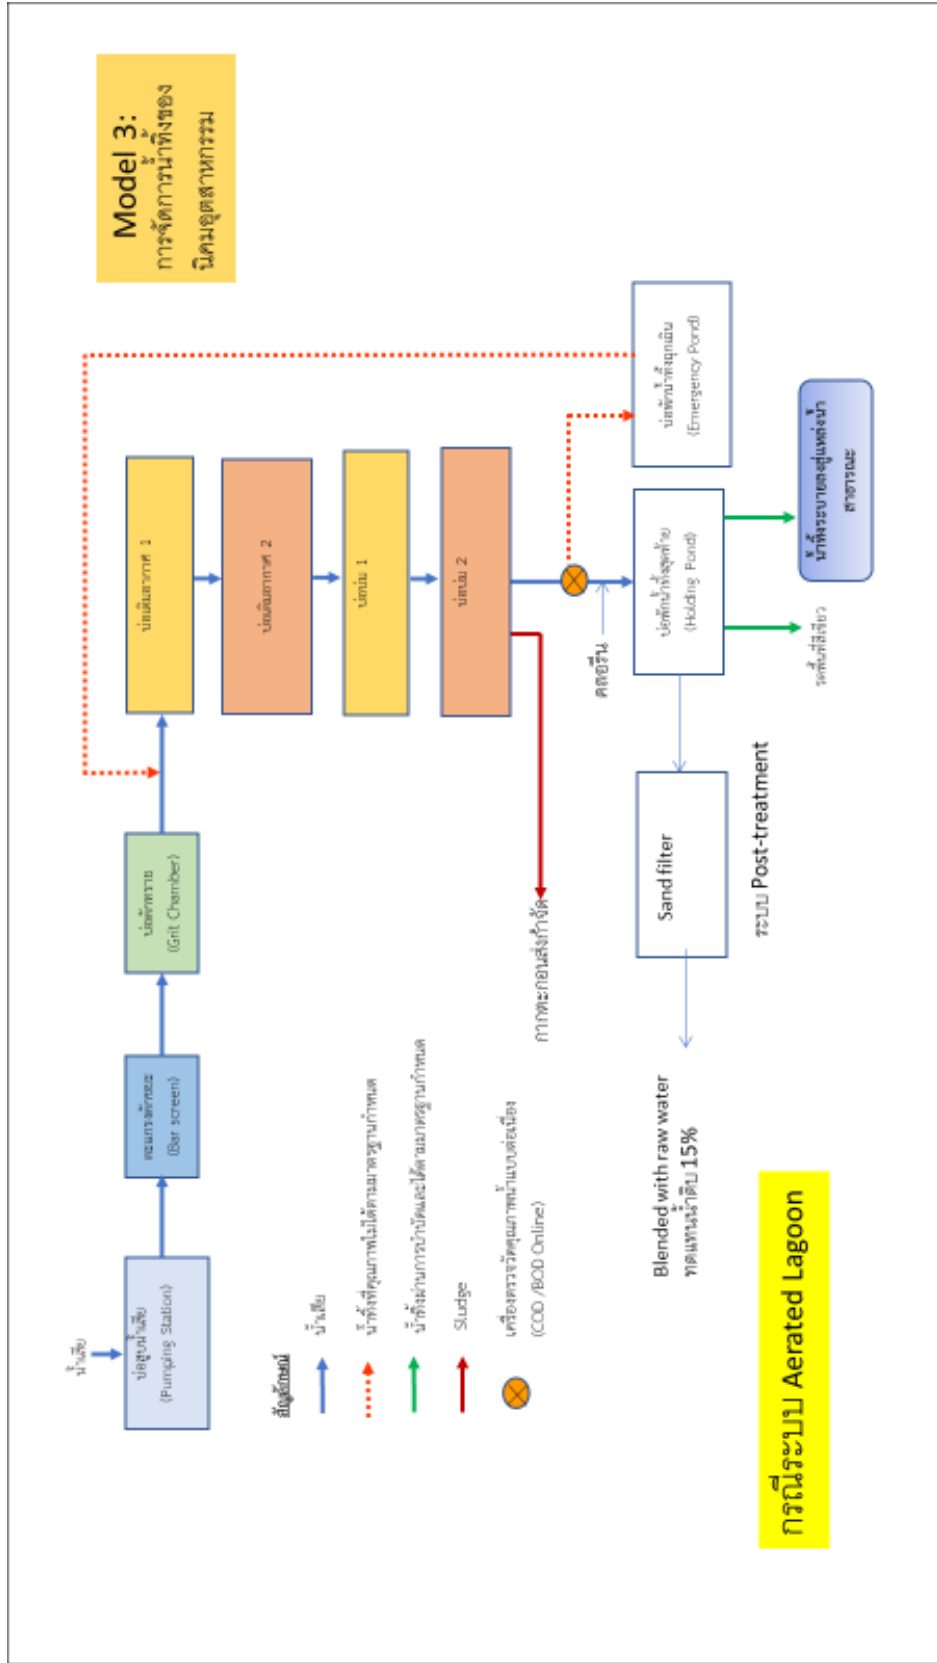 Model 3:
การจัดการน้ำทิ้งของ
นิคมอุตสาหกรรม
น้ำเสีย
บ่อสูบน้ำเสีย
(Pumping Station)
ตะแกรงดักขยะ
(Bar screen)
บ่อดักทราย
(Grit Chamber)
บ่อเติมอากาศ 1
บ่อเติมอากาศ 2
บ่อบ่ม 1
บ่อบ่ม 2
กากตะกอนส่งกำจัด
คลอรีน
บ่อพักน้ำทิ้งสุดท้าย
(Holding Pond)
บ่อพักน้ำทิ้งฉุกเฉิน
(Emergency Pond)
น้ำทิ้งระบายลงสู่แหล่งน้ำ
สาธารณะ
รดพื้นที่สีเขียว
Sand filter
ระบบ Post-treatment
Blended with raw water
ทดแทนน้ำดิบ 15%
สัญลักษณ์
น้ำเสีย
น้ำทิ้งที่คุณภาพไม่ได้ตามมาตรฐานกำหนด
น้ำทิ้งผ่านการบำบัดและได้ตามมาตรฐานกำหนด
Sludge
เครื่องตรวจวัดคุณภาพน้ำแบบต่อเนื่อง
(COD /BOD Online)
กรณีระบบ Aerated Lagoon